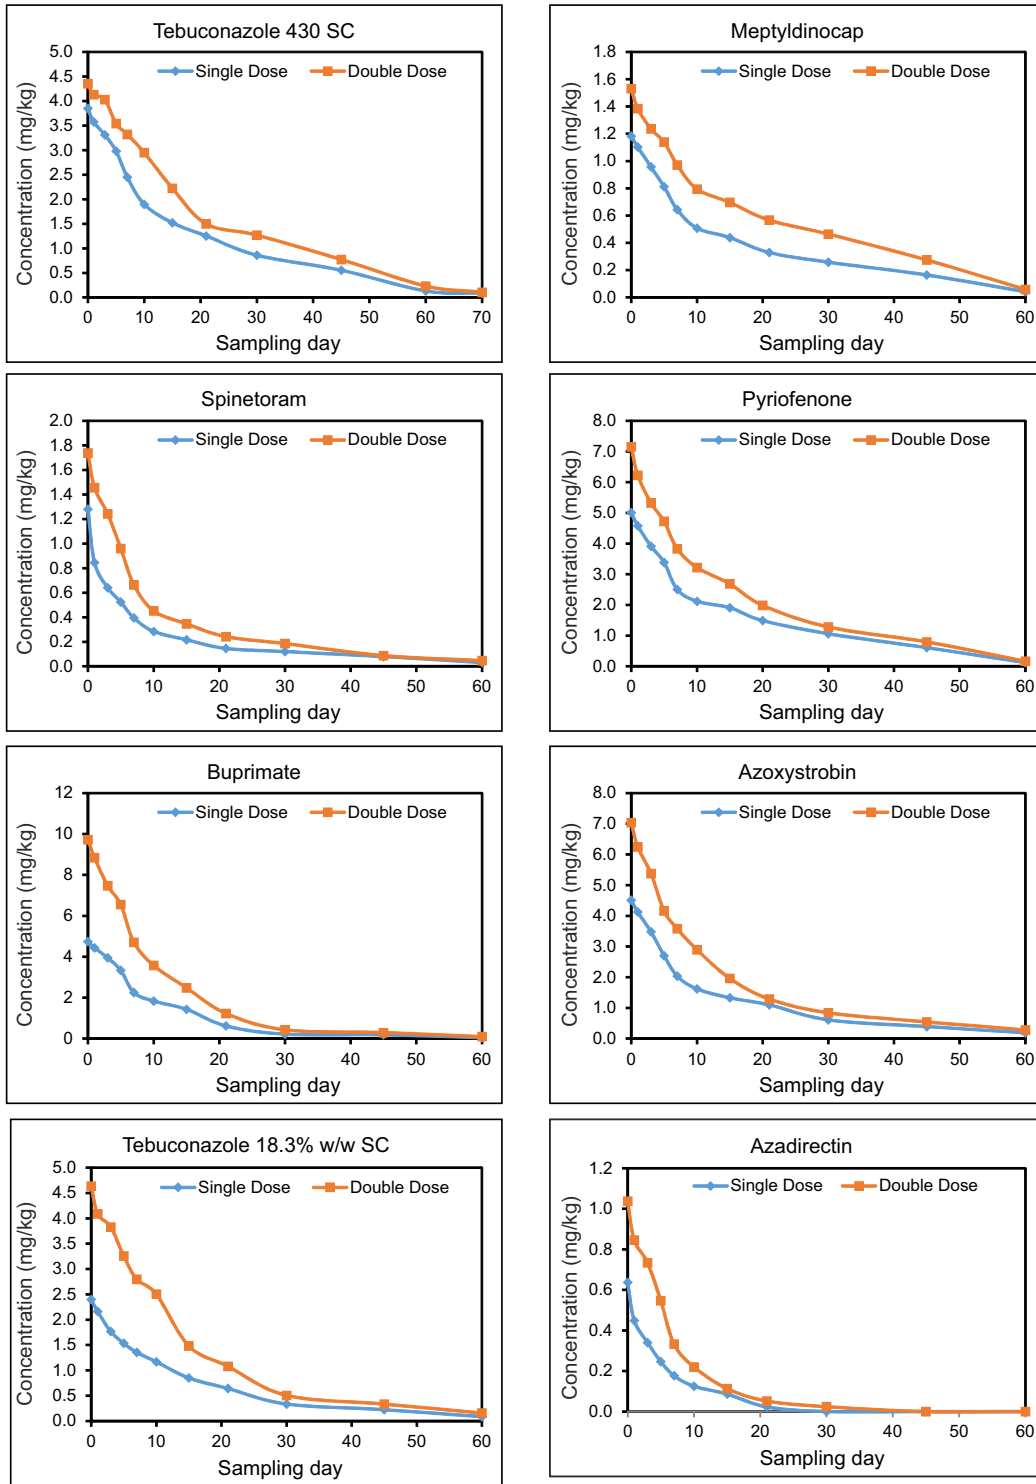 Tebuconazole 430 SC
5.0
4.5
4.0
3.5
3.0
2.5
2.0
1.5
1.0
0.5
0.0
Single Dose Double Dose
Concentration (mg/kg)
0 10 20 30 40 50 60 70
Sampling day
Meptyldinocap
1.8
1.6
1.4
1.2
1.0
0.8
0.6
0.4
0.2
0.0
Single Dose Double Dose
Concentration (mg/kg)
0 10 20 30 40 50 60
Sampling day
Spinetoram
2.0
1.8
1.6
1.4
1.2
1.0
0.8
0.6
0.4
0.2
0.0
Single Dose Double Dose
Concentration (mg/kg)
0 10 20 30 40 50 60
Sampling day
Pyriofenone
8.0
7.0
6.0
5.0
4.0
3.0
2.0
1.0
0.0
Single Dose Double Dose
Concentration (mg/kg)
0 10 20 30 40 50 60
Sampling day
Buprimate
12
10
8
6
4
2
0
Single Dose Double Dose
Concentration (mg/kg)
0 10 20 30 40 50 60
Sampling day
Azoxystrobin
8.0
7.0
6.0
5.0
4.0
3.0
2.0
1.0
0.0
Single Dose Double Dose
Concentration (mg/kg)
0 10 20 30 40 50 60
Sampling day
Tebuconazole 18.3% w/w SC
5.0
4.5
4.0
3.5
3.0
2.5
2.0
1.5
1.0
0.5
0.0
Single Dose Double Dose
Concentration (mg/kg)
0 10 20 30 40 50 60
Sampling day
Azadirectin
1.2
1.0
0.8
0.6
0.4
0.2
0.0
Single Dose Double Dose
Concentration (mg/kg)
0 10 20 30 40 50 60
Sampling day